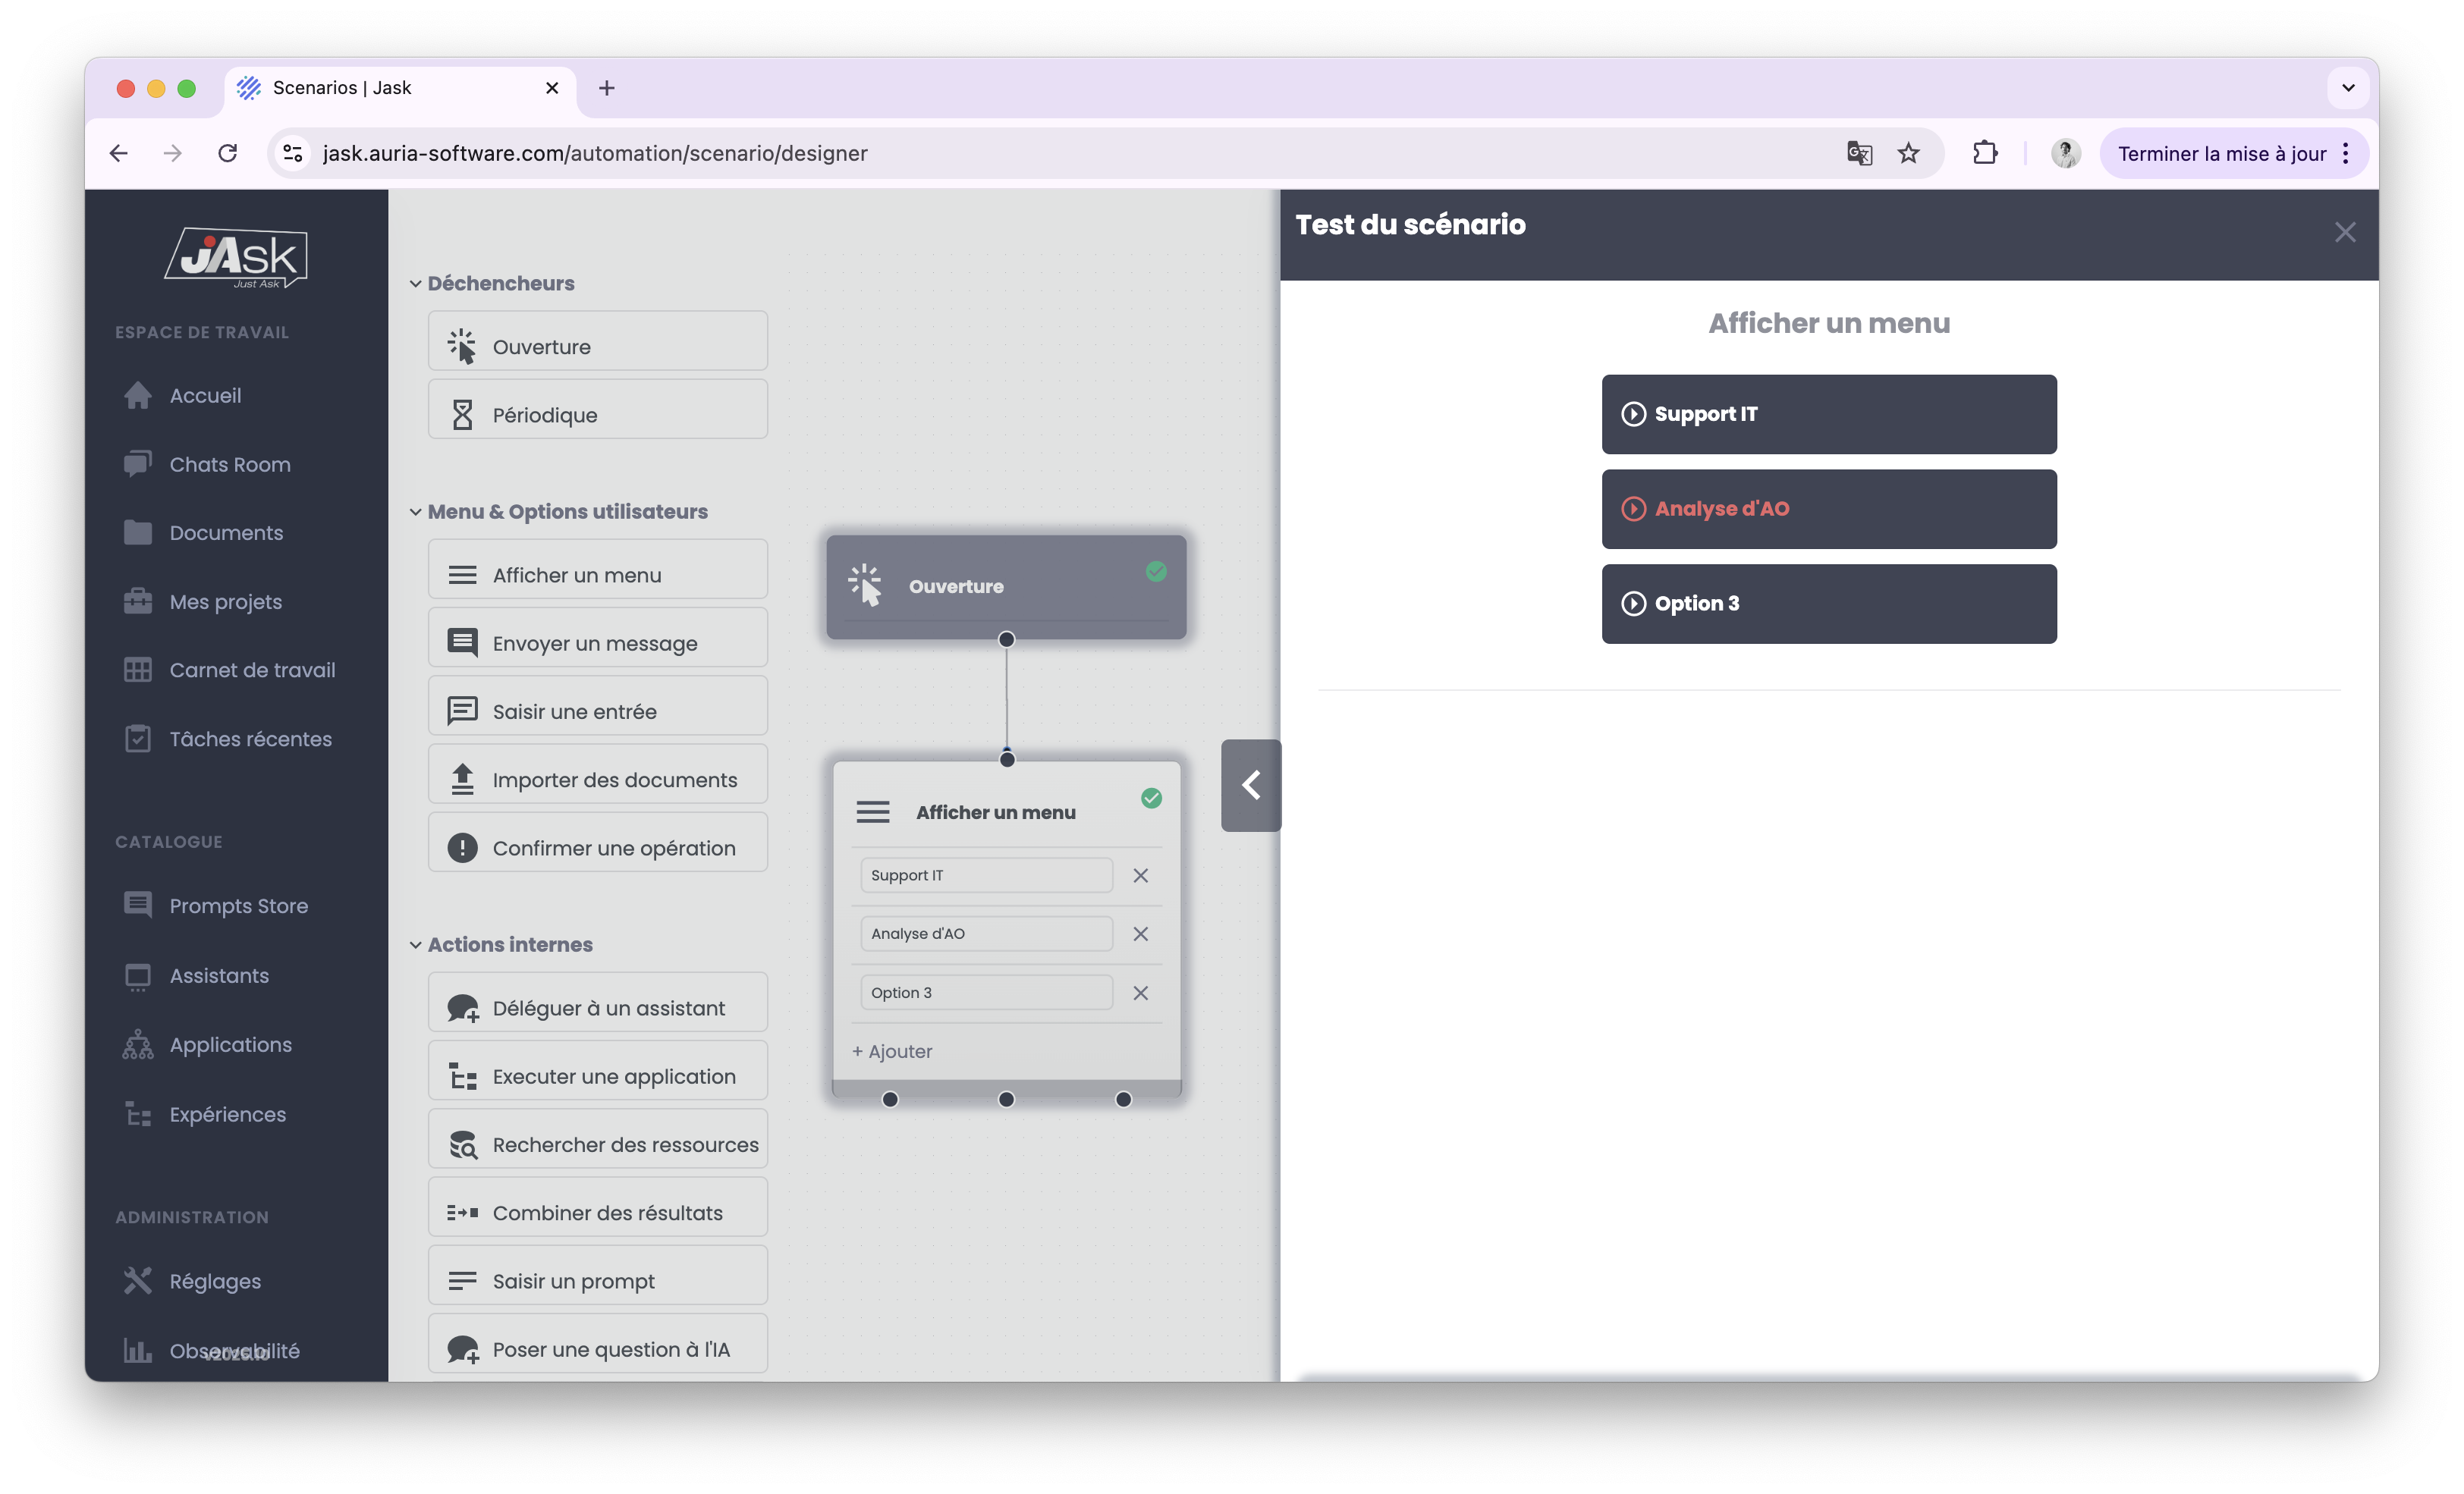 Scenarios | Jask
jask.auria-software.com/automation/scenario/designer
Terminer la mise à jour
jAsk
Just Ask
ESPACE DE TRAVAIL
Accueil
Chats Room
Documents
Mes projets
Carnet de travail
Tâches récentes
CATALOGUE
Prompts Store
Assistants
Applications
Expériences
ADMINISTRATION
Réglages
Observabilité
Déchencheurs
Ouverture
Périodique
Menu & Options utilisateurs
Afficher un menu
Envoyer un message
Saisir une entrée
Importer des documents
Confirmer une opération
Actions internes
Déléguer à un assistant
Executer une application
Rechercher des ressources
Combiner des résultats
Saisir un prompt
Poser une question à l'IA
Ouverture
Afficher un menu
Support IT
Analyse d'AO
Option 3
+ Ajouter
Test du scénario
Afficher un menu
Support IT
Analyse d'AO
Option 3